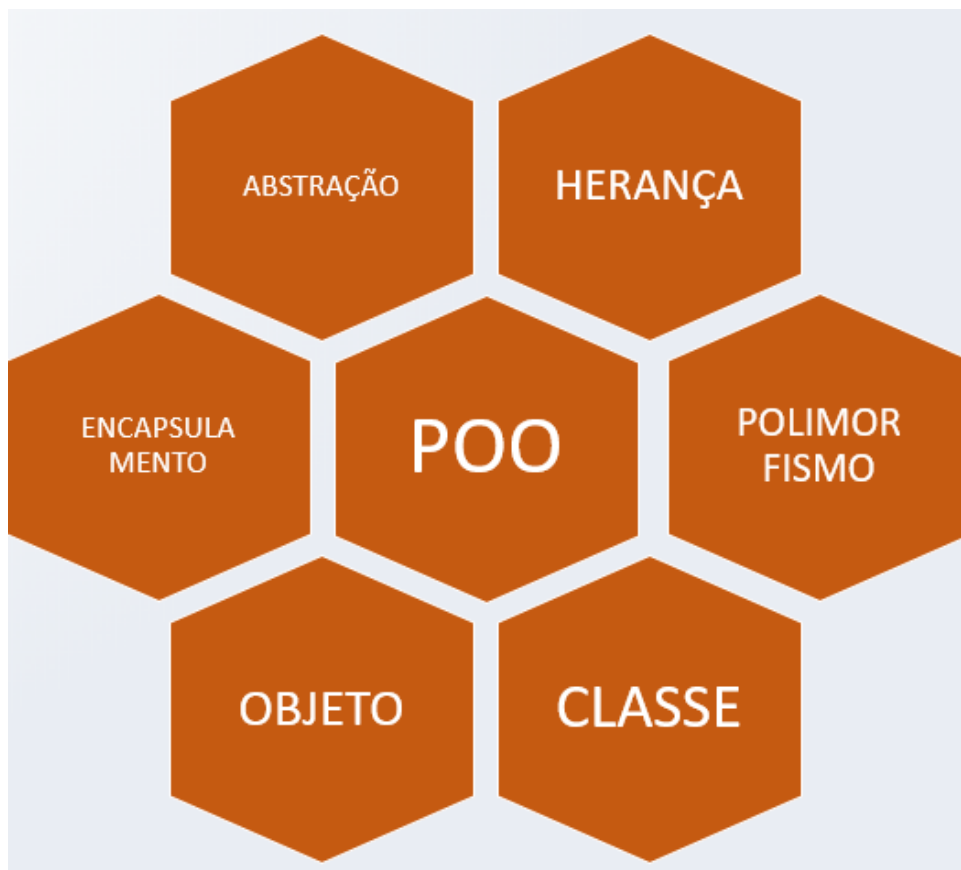 ABSTRAÇÃO
HERANÇA
ENCAPSULA
MENTO
POO
POLIMOR
FISMO
OBJETO
CLASSE